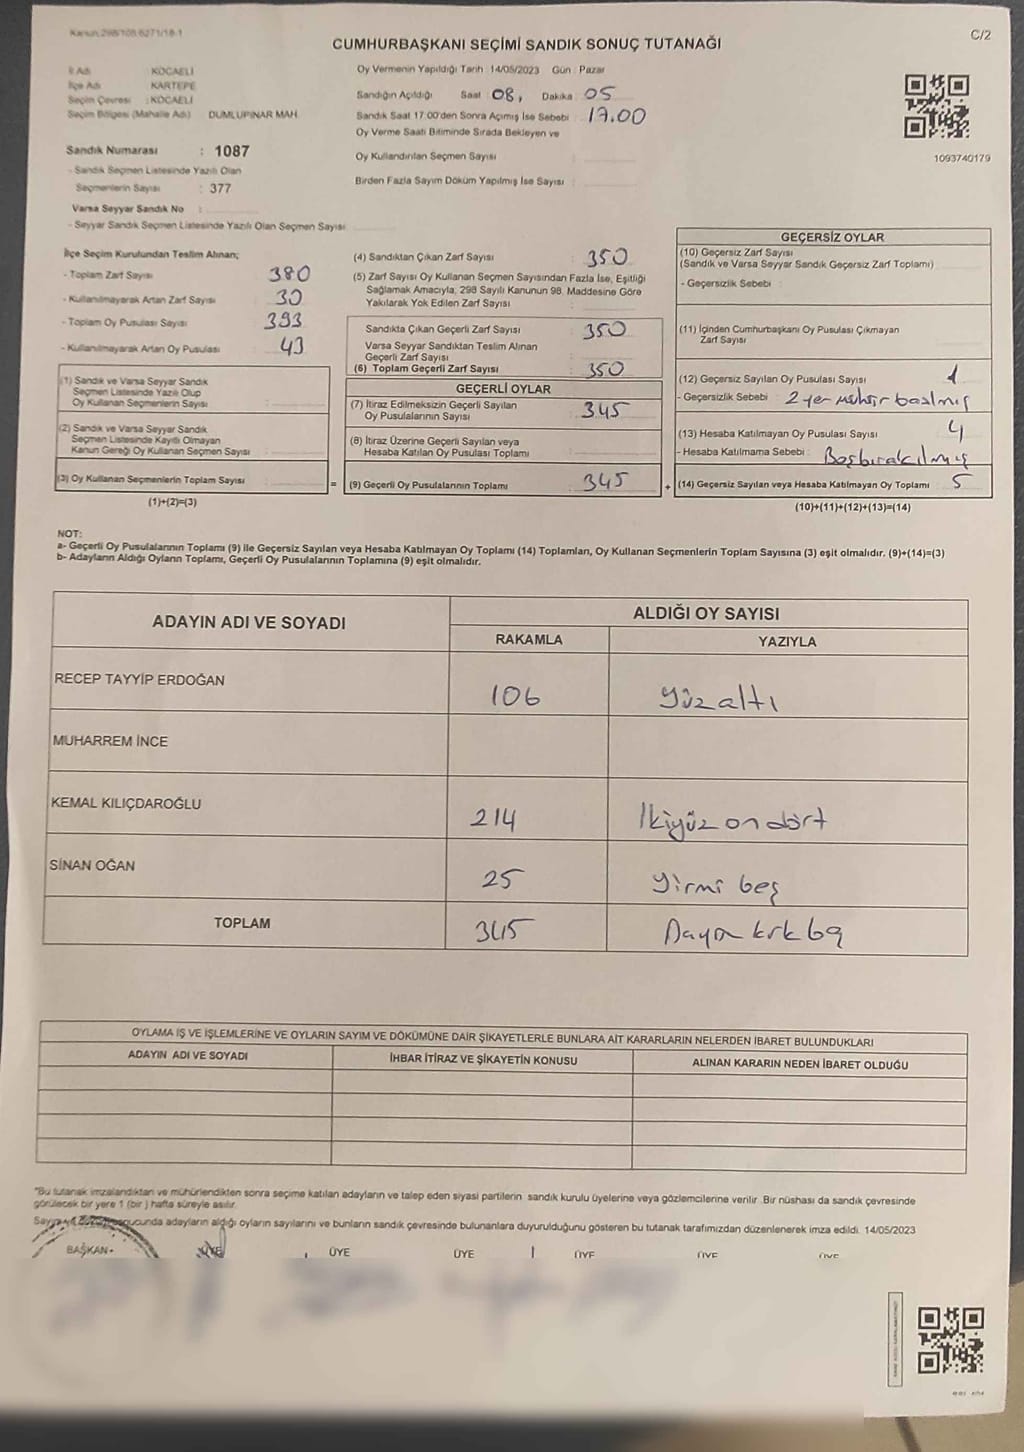 Kanun:298/108.6271/18-1
C/2
CUMHURBAŞKANI SEÇİMİ SANDIK SONUÇ TUTANAĞI
İl Adı : KOCAELİ
İlçe Adı : KARTEPE
Seçim Çevresi : KOCAELİ
Seçim Bölgesi (Mahalle Adı) DUMLUPINAR MAH.
Sandık Numarası : 1087
- Sandık Seçmen Listesinde Yazılı Olan
Seçmenlerin Sayısı : 377
Varsa Seyyar Sandık No :
- Seyyar Sandık Seçmen Listesinde Yazılı Olan Seçmen Sayısı
Oy Vermenin Yapıldığı Tarih :14/05/2023 Gün : Pazar
Sandığın Açıldığı Saat :08, Dakika : 05
Sandık Saat 17:00'den Sonra Açımış İse Sebebi : 17.00
Oy Verme Saati Bitiminde Sırada Bekleyen ve
Oy Kullandırılan Seçmen Sayısı :
Birden Fazla Sayım Döküm Yapılmış İse Sayısı :
1093740179
İlçe Seçim Kurulundan Teslim Alınan;
- Toplam Zarf Sayısı : 380
- Kullanılmayarak Artan Zarf Sayısı : 30
- Toplam Oy Pusulası Sayısı : 393
- Kullanılmayarak Artan Oy Pusulası : 43
(1) Sandık ve Varsa Seyyar Sandık
Seçmen Listesinde Yazılı Olup
Oy Kullanan Seçmenlerin Sayısı :
(2) Sandık ve Varsa Seyyar Sandık
Seçmen Listesinde Kayıtlı Olmayan
Kanun Gereği Oy Kullanan Seçmen Sayısı :
(3) Oy Kullanan Seçmenlerin Toplam Sayısı :
(1)+(2)=(3)
=
(4) Sandıktan Çıkan Zarf Sayısı : 350
(5) Zarf Sayısı Oy Kullanan Seçmen Sayısından Fazla İse, Eşitliği
Sağlamak Amacıyla, 298 Sayılı Kanunun 98. Maddesine Göre
Yakılarak Yok Edilen Zarf Sayısı :
Sandıkta Çıkan Geçerli Zarf Sayısı : 350
Varsa Seyyar Sandıktan Teslim Alınan
Geçerli Zarf Sayısı :
(6) Toplam Geçerli Zarf Sayısı : 350
GEÇERLİ OYLAR
(7) İtiraz Edilmeksizin Geçerli Sayılan
Oy Pusulalarının Sayısı : 345
(8) İtiraz Üzerine Geçerli Sayılan veya
Hesaba Katılan Oy Pusulası Toplamı :
(9) Geçerli Oy Pusulalarının Toplamı : 345
+
GEÇERSİZ OYLAR
(10) Geçersiz Zarf Sayısı
(Sandık ve Varsa Seyyar Sandık Geçersiz Zarf Toplamı)
- Geçersizlik Sebebi :
(11) İçinden Cumhurbaşkanı Oy Pusulası Çıkmayan
Zarf Sayısı :
(12) Geçersiz Sayılan Oy Pusulası Sayısı : 1
- Geçersizlik Sebebi : 2 yer mühür basılmış
(13) Hesaba Katılmayan Oy Pusulası Sayısı : 4
- Hesaba Katılmama Sebebi : Boş bırakılmış
(14) Geçersiz Sayılan veya Hesaba Katılmayan Oy Toplamı : 5
(10)+(11)+(12)+(13)=(14)
NOT:
a- Geçerli Oy Pusulalarının Toplamı (9) ile Geçersiz Sayılan veya Hesaba Katılmayan Oy Toplamı (14) Toplamları, Oy Kullanan Seçmenlerin Toplam Sayısına (3) eşit olmalıdır. (9)+(14)=(3)
b- Adayların Aldığı Oyların Toplamı, Geçerli Oy Pusulalarının Toplamına (9) eşit olmalıdır.
ADAYIN ADI VE SOYADI
ALDIĞI OY SAYISI
RAKAMLA YAZIYLA
RECEP TAYYİP ERDOĞAN 106 yüz altı
MUHARREM İNCE
KEMAL KILIÇDAROĞLU 214 İkiyüz on dört
SİNAN OĞAN 25 yirmi beş
TOPLAM 345
OYLAMA İŞ VE İŞLEMLERİNE VE OYLARIN SAYIM VE DÖKÜMÜNE DAİR ŞİKAYETLERLE BUNLARA AİT KARARLARIN NELERDEN İBARET BULUNDUKLARI
ADAYIN ADI VE SOYADI İHBAR İTİRAZ VE ŞİKAYETİN KONUSU ALINAN KARARIN NEDEN İBARET OLDUĞU
"Bu tutanak imzalandıktan ve mühürlendikten sonra seçime katılan adayların ve talep eden siyasi partilerin sandık kurulu üyelerine veya gözlemcilerine verilir. Bir nüshası da sandık çevresinde
görülecek bir yere 1 (bir ) hafta süreyle asılır.
adayların aldığı oyların sayılarını ve bunların sandık çevresinde bulunanlara duyurulduğunu gösteren bu tutanak tarafımızdan düzenlenerek imza edildi. 14/05/2023
BAŞKAN ÜYE ÜYE ÜYE ÜYE ÜYE ÜYE